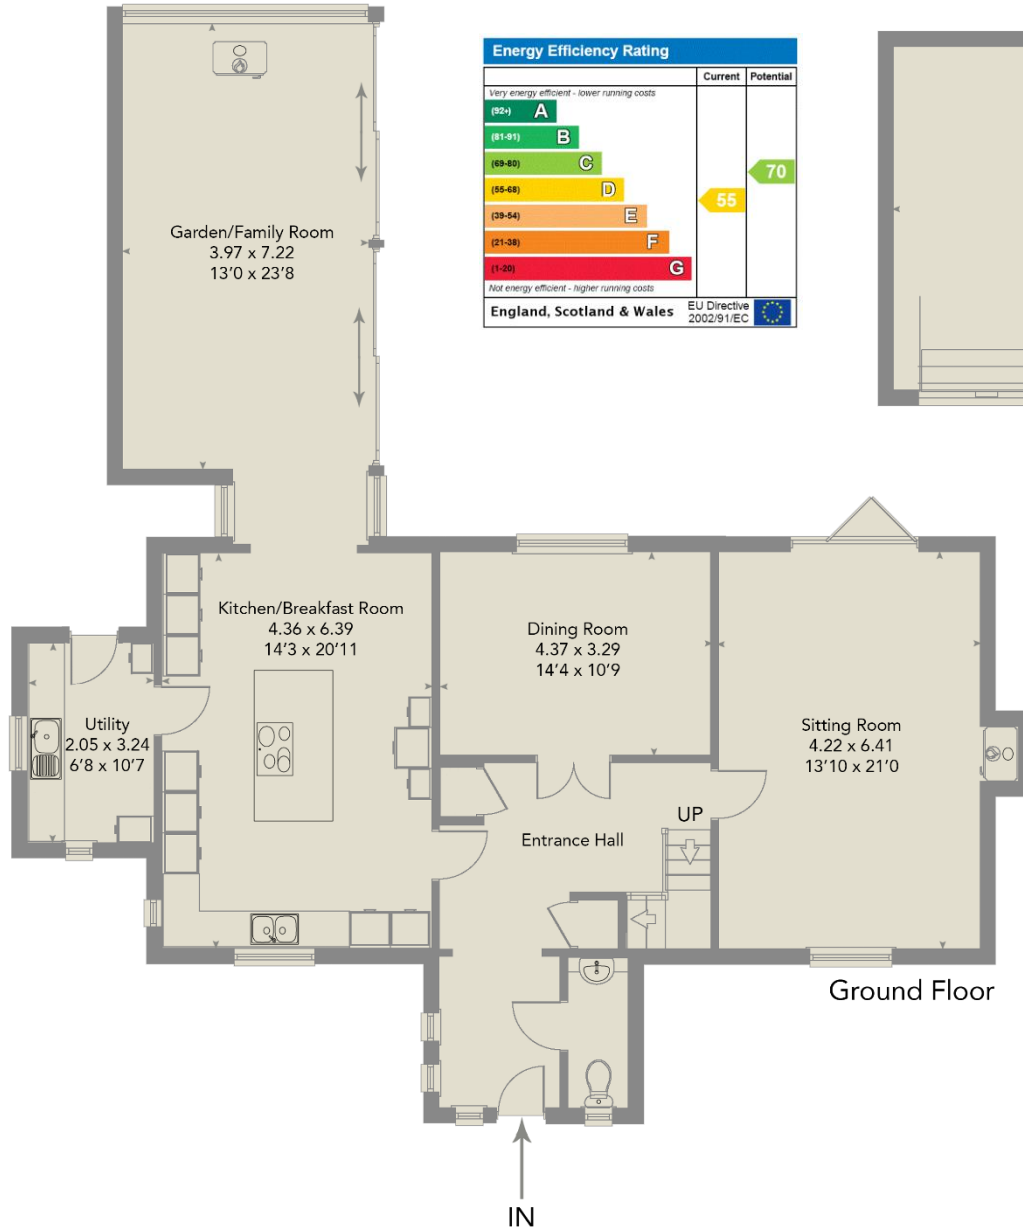 Energy Efficiency Rating
Current Potential
Very energy efficient - lower running costs
(92+) A
(81-91) B
(69-80) C
70
(55-68) D
55
(39-54) E
(21-38) F
(1-20) G
Not energy efficient - higher running costs
England, Scotland & Wales
EU Directive
2002/91/EC
Garden/Family Room
3.97 x 7.22
13'0 x 23'8
Kitchen/Breakfast Room
4.36 x 6.39
14'3 x 20'11
Dining Room
4.37 x 3.29
14'4 x 10'9
Utility
2.05 x 3.24
6'8 x 10'7
Sitting Room
4.22 x 6.41
13'10 x 21'0
UP
Entrance Hall
Ground Floor
IN